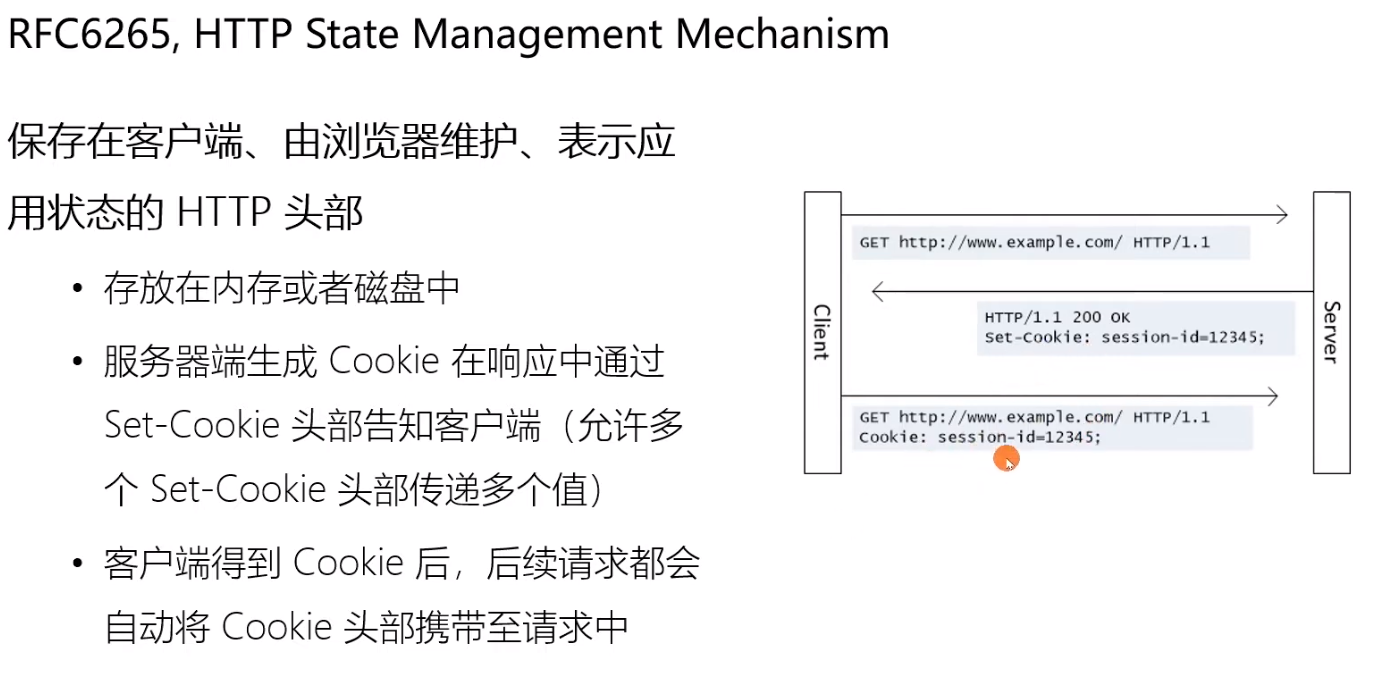 RFC6265, HTTP State Management Mechanism
保存在客户端、由浏览器维护、表示应
用状态的 HTTP 头部
• 存放在内存或者磁盘中
• 服务器端生成 Cookie 在响应中通过
Set-Cookie 头部告知客户端（允许多
个 Set-Cookie 头部传递多个值）
• 客户端得到 Cookie 后，后续请求都会
自动将 Cookie 头部携带至请求中
Client
GET http://www.example.com/ HTTP/1.1
HTTP/1.1 200 OK
Set-Cookie: session-id=12345;
GET http://www.example.com/ HTTP/1.1
Cookie: session-id=12345;
Server